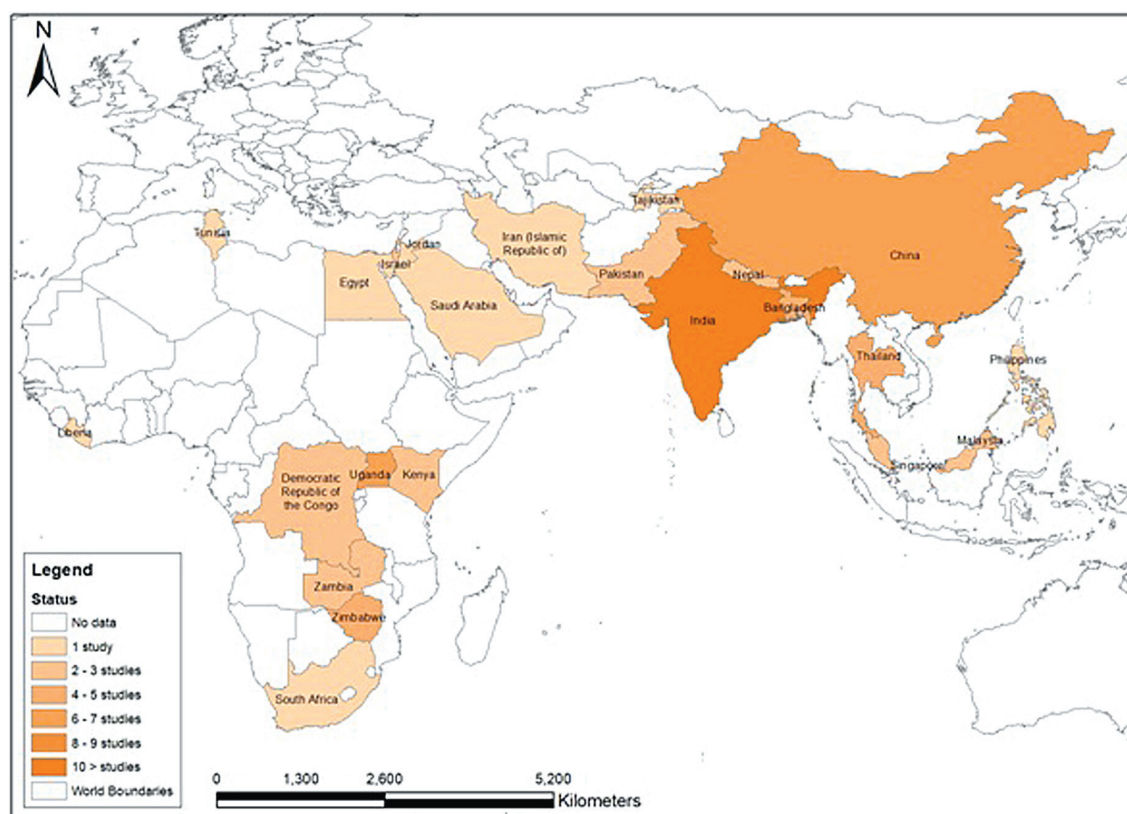 N
Tajikistan
Tunisia
Jordan
Iran (Islamic
Republic of)
China
Israel
Egypt
Pakistan
Nepal
Saudi Arabia
Bangladesh
India
Thailand
Philippines
Liberia
Malaysia
Singapore
Uganda
Kenya
Democratic
Republic of
the Congo
Zambia
Zimbabwe
South Africa
Legend
Status
No data
1 study
2 - 3 studies
4 - 5 studies
6 - 7 studies
8 - 9 studies
10 > studies
World Boundaries
0 1,300 2,600 5,200
Kilometers